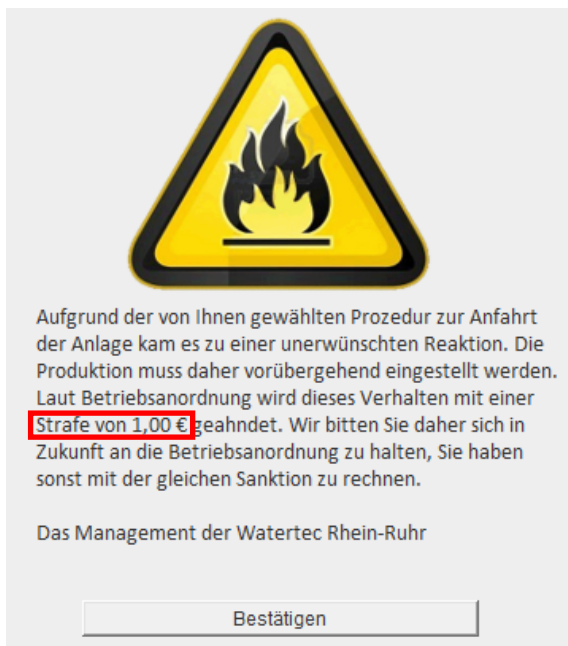 Aufgrund der von Ihnen gewählten Prozedur zur Anfahrt
der Anlage kam es zu einer unerwünschten Reaktion. Die
Produktion muss daher vorübergehend eingestellt werden.
Laut Betriebsanordnung wird dieses Verhalten mit einer
Strafe von 1,00 € geahndet. Wir bitten Sie daher sich in
Zukunft an die Betriebsanordnung zu halten, Sie haben
sonst mit der gleichen Sanktion zu rechnen.
Das Management der Watertec Rhein-Ruhr
Bestätigen